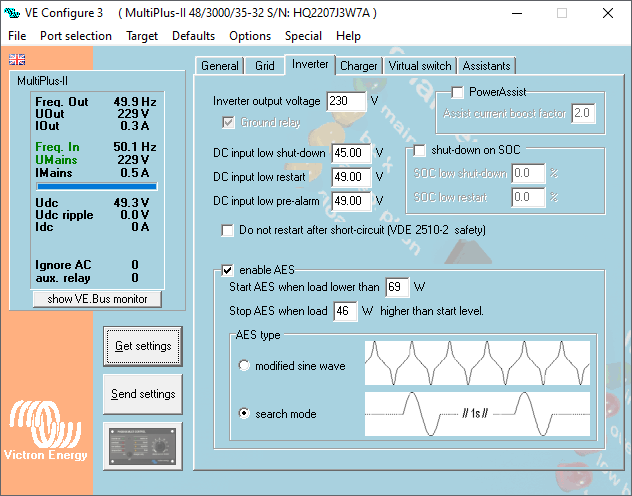 VE Configure 3 ( MultiPlus-II 48/3000/35-32 S/N: HQ2207J3W7A )
File Port selection Target Defaults Options Special Help
MultiPlus-II
Freq. Out 49.9 Hz
UOut 229 V
IOut 0.3 A
Freq. In 50.1 Hz
UMains 229 V
IMains 0.5 A
Udc 49.3 V
Udc ripple 0.0 V
Idc 0 A
Ignore AC 0
aux. relay 0
show VE.Bus monitor
Get settings
Send settings
victron energy
General Grid Inverter Charger Virtual switch Assistants
Inverter output voltage 230 V
Ground relay
PowerAssist
Assist current boost factor 2.0
DC input low shut-down 45.00 V
DC input low restart 49.00 V
DC input low pre-alarm 49.00 V
shut-down on SOC
SOC low shut-down 0.0 %
SOC low restart 0.0 %
Do not restart after short-circuit (VDE 2510-2 safety)
enable AES
Start AES when load lower than 69 W
Stop AES when load 46 W higher than start level.
AES type
modified sine wave
search mode
// 1s //